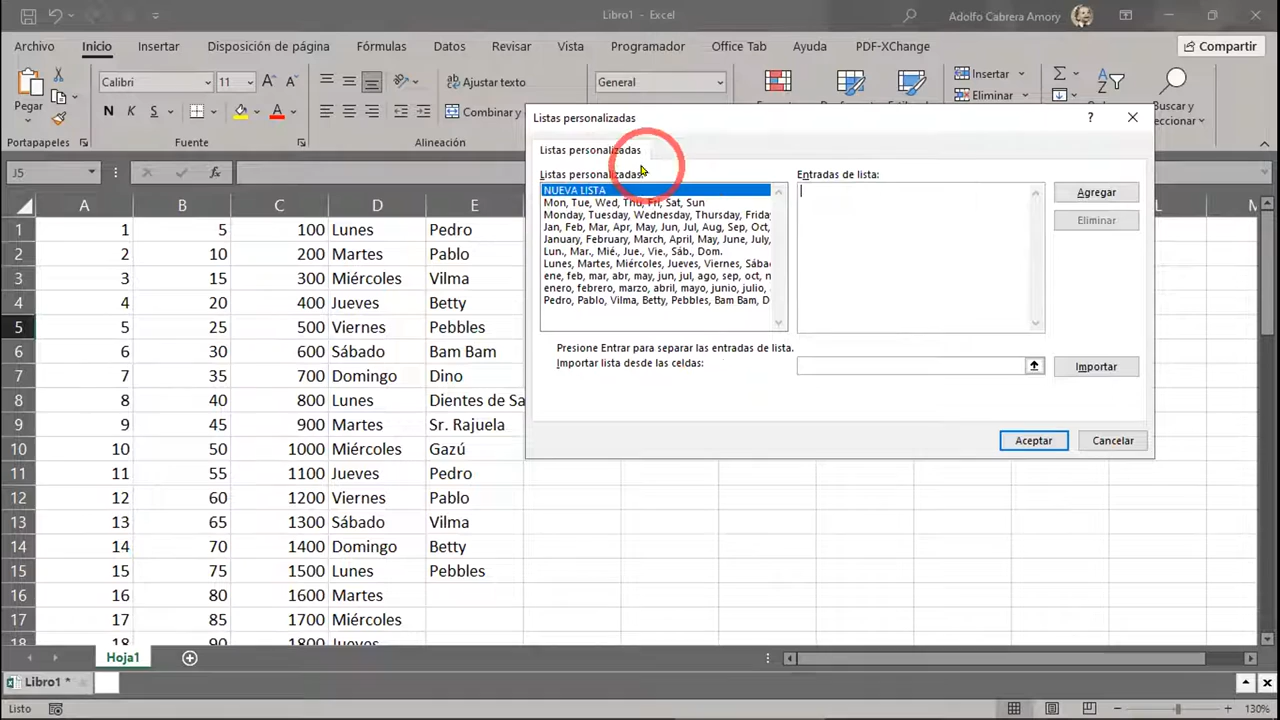 Libro1 - Excel
Adolfo Cabrera Amory
Archivo Inicio Insertar Disposición de página Fórmulas Datos Revisar Vista Programador Office Tab Ayuda PDF-XChange Compartir
Pegar
Calibri 11
N K S
Ajustar texto
Combinar y
General
Insertar
Eliminar
Buscar y
eccionar
Portapapeles Fuente Alineación
J5 fx
A B C D E L
1 1 5 100 Lunes Pedro
2 2 10 200 Martes Pablo
3 3 15 300 Miércoles Vilma
4 4 20 400 Jueves Betty
5 5 25 500 Viernes Pebbles
6 6 30 600 Sábado Bam Bam
7 7 35 700 Domingo Dino
8 8 40 800 Lunes Dientes de Sa
9 9 45 900 Martes Sr. Rajuela
10 10 50 1000 Miércoles Gazú
11 11 55 1100 Jueves Pedro
12 12 60 1200 Viernes Pablo
13 13 65 1300 Sábado Vilma
14 14 70 1400 Domingo Betty
15 15 75 1500 Lunes Pebbles
16 16 80 1600 Martes
17 17 85 1700 Miércoles
18 18 90 1800 Jueves
Listas personalizadas
? 
Listas personalizadas
Listas personalizadas:
NUEVA LISTA
Mon, Tue, Wed, Thu, Fri, Sat, Sun
Monday, Tuesday, Wednesday, Thursday, Friday
Jan, Feb, Mar, Apr, May, Jun, Jul, Aug, Sep, Oct,
January, February, March, April, May, June, July,
Lun., Mar., Mié., Jue., Vie., Sáb., Dom.
Lunes, Martes, Miércoles, Jueves, Viernes, Sába
ene, feb, mar, abr, may, jun, jul, ago, sep, oct, n
enero, febrero, marzo, abril, mayo, junio, julio,
Pedro, Pablo, Vilma, Betty, Pebbles, Bam Bam, D
Entradas de lista:
Agregar
Eliminar
Presione Entrar para separar las entradas de lista.
Importar lista desde las celdas:
Importar
Aceptar Cancelar
Hoja1
Libro1 *
Listo
130%